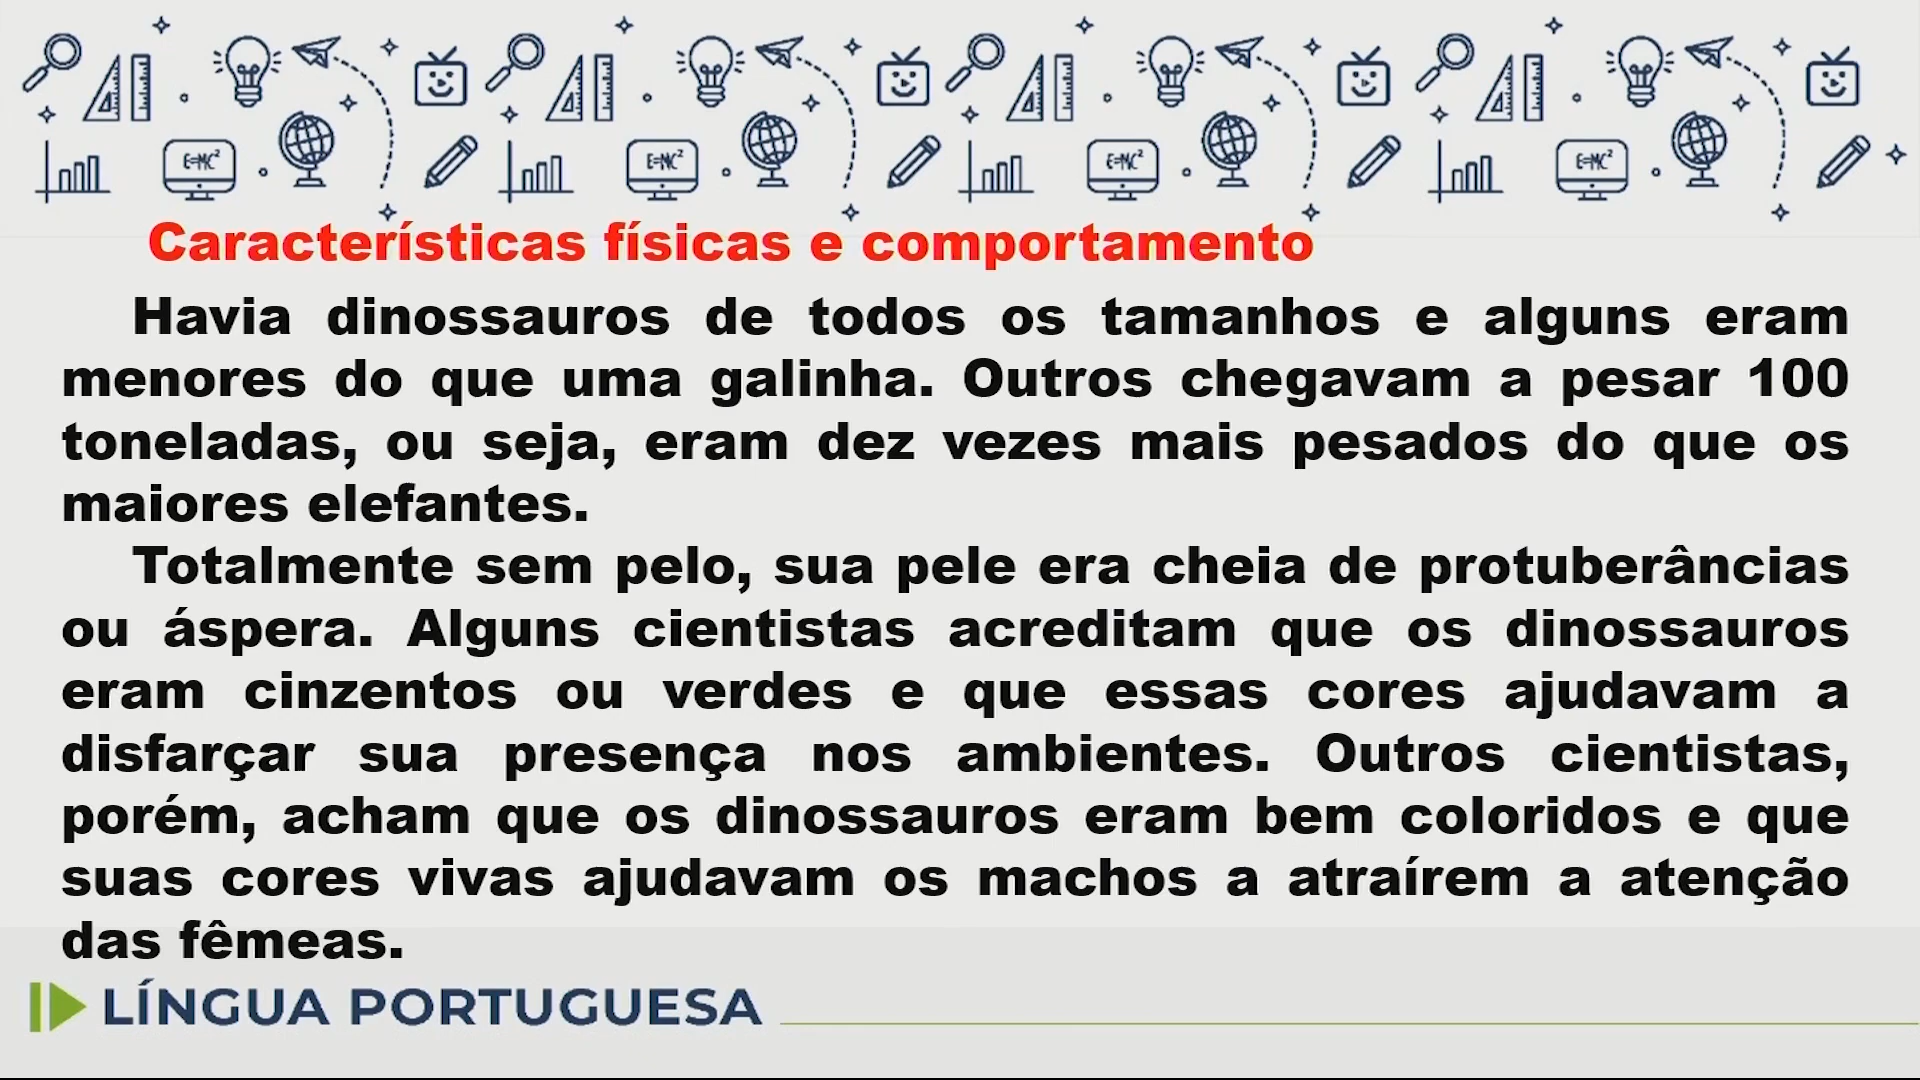 E=MC² E=MC² E=MC² E=MC²
Características físicas e comportamento
Havia dinossauros de todos os tamanhos e alguns eram
menores do que uma galinha. Outros chegavam a pesar 100
toneladas, ou seja, eram dez vezes mais pesados do que os
maiores elefantes.
Totalmente sem pelo, sua pele era cheia de protuberâncias
ou áspera. Alguns cientistas acreditam que os dinossauros
eram cinzentos ou verdes e que essas cores ajudavam a
disfarçar sua presença nos ambientes. Outros cientistas,
porém, acham que os dinossauros eram bem coloridos e que
suas cores vivas ajudavam os machos a atraírem a atenção
das fêmeas.
LÍNGUA PORTUGUESA